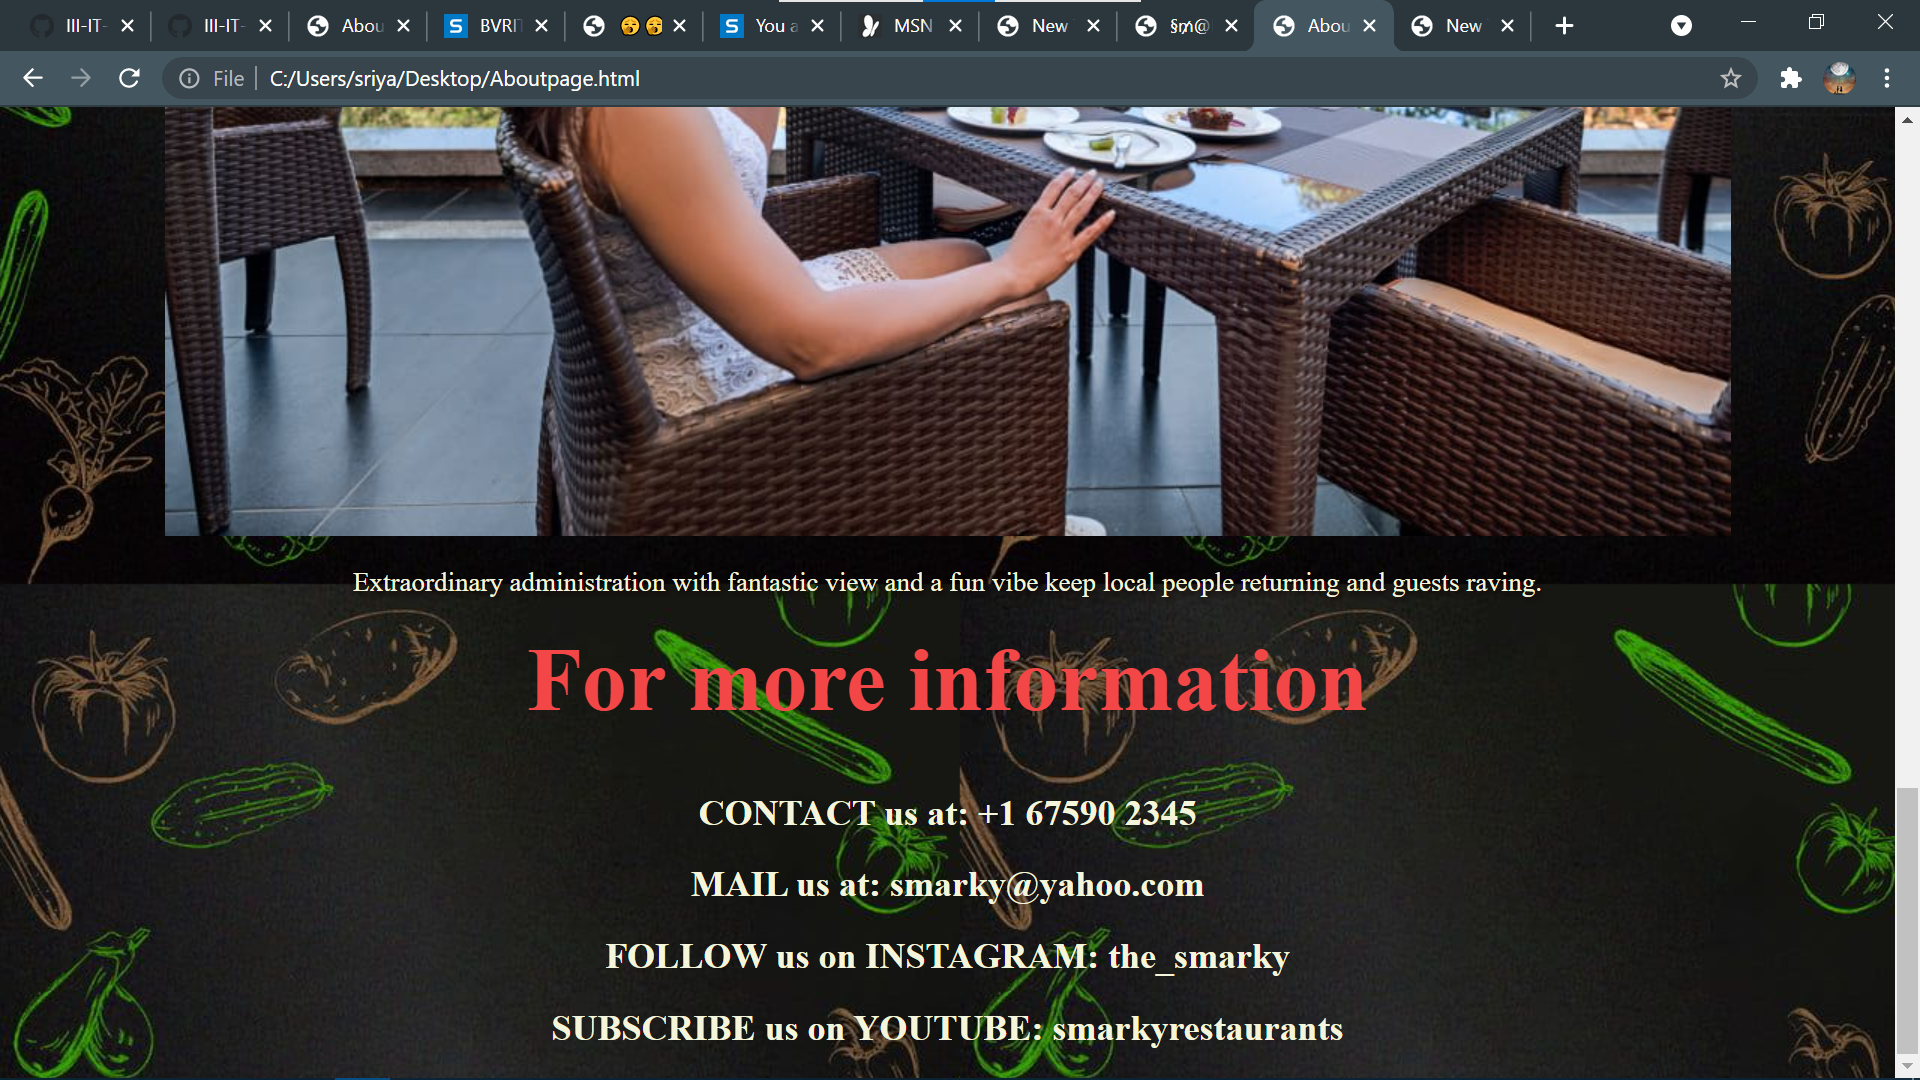 III-IT-
III-IT-
Abou
BVRI
😚😚
You a
MSN
New
Abou
New
File
C:/Users/sriya/Desktop/Aboutpage.html
Extraordinary administration with fantastic view and a fun vibe keep local people returning and guests raving.
For more information
CONTACT us at: +1 67590 2345
MAIL us at: smarky@yahoo.com
FOLLOW us on INSTAGRAM: the_smarky
SUBSCRIBE us on YOUTUBE: smarkyrestaurants